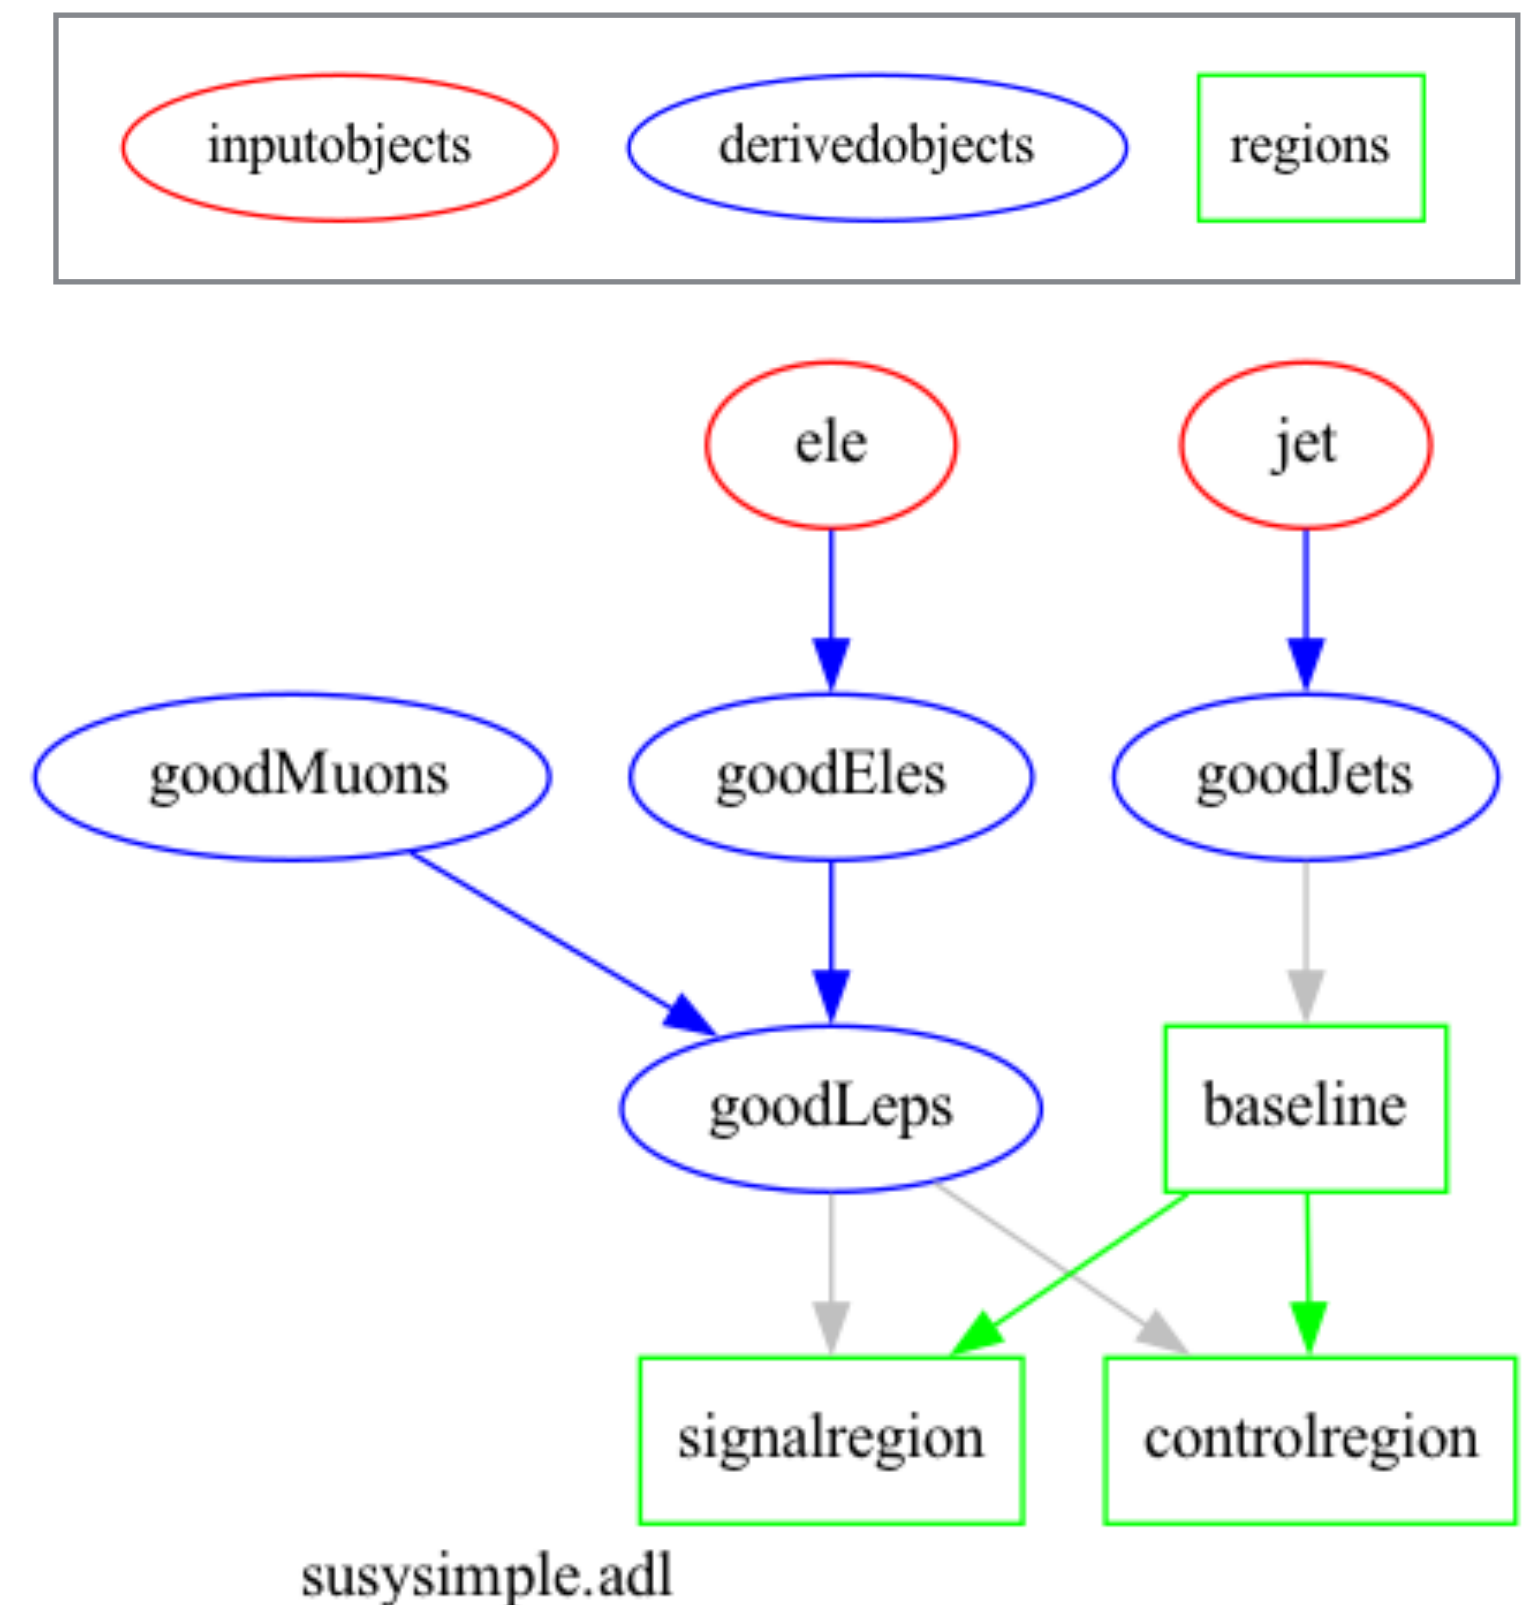 inputobjects derivedobjects regions
ele jet
goodMuons goodEles goodJets
goodLeps baseline
signalregion controlregion
susysimple.adl